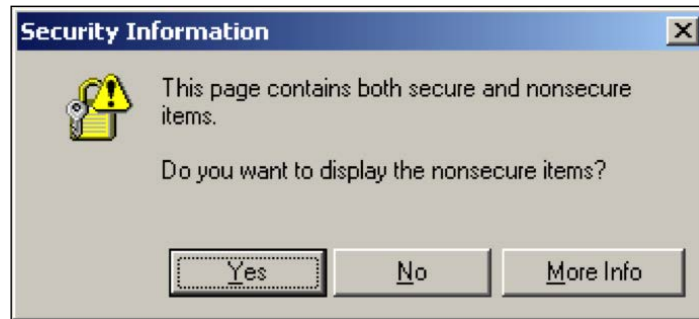 Security Information
This page contains both secure and nonsecure
items.
Do you want to display the nonsecure items?
Yes No More Info